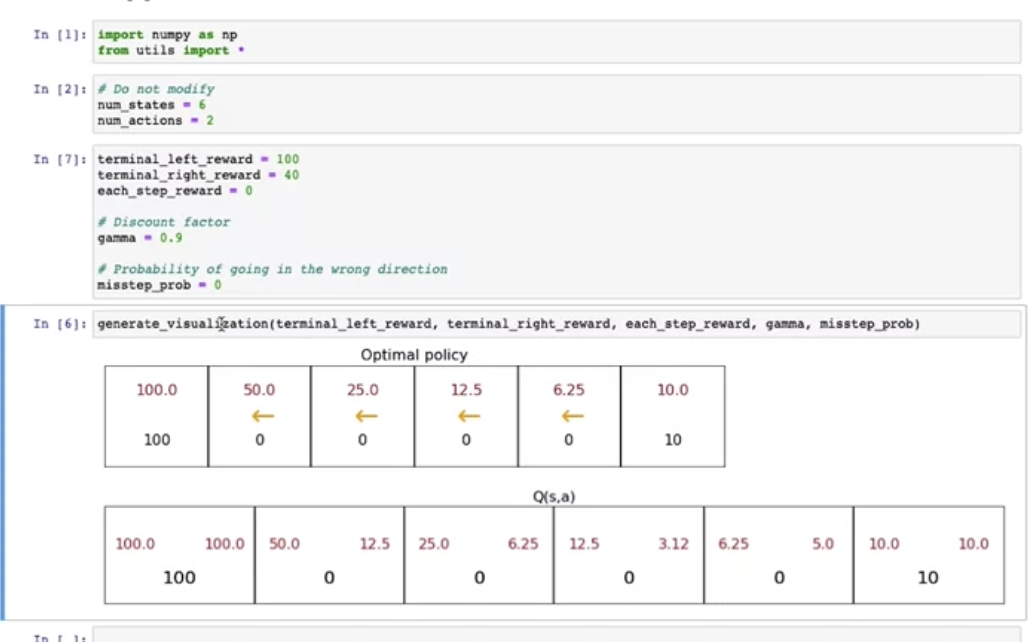 In [1]: import numpy as np
from utils import *
In [2]: # Do not modify
num_states = 6
num_actions = 2
In [7]: terminal_left_reward = 100
terminal_right_reward = 40
each_step_reward = 0
# Discount factor
gamma = 0.9
# Probability of going in the wrong direction
misstep_prob = 0
In [6]: generate_visualization(terminal_left_reward, terminal_right_reward, each_step_reward, gamma, misstep_prob)
Optimal policy
100.0 50.0 25.0 12.5 6.25 10.0
← ← ← ←
100 0 0 0 0 10
Q(s,a)
100.0 100.0 50.0 12.5 25.0 6.25 12.5 3.12 6.25 5.0 10.0 10.0
100 0 0 0 0 10
In [ ]: